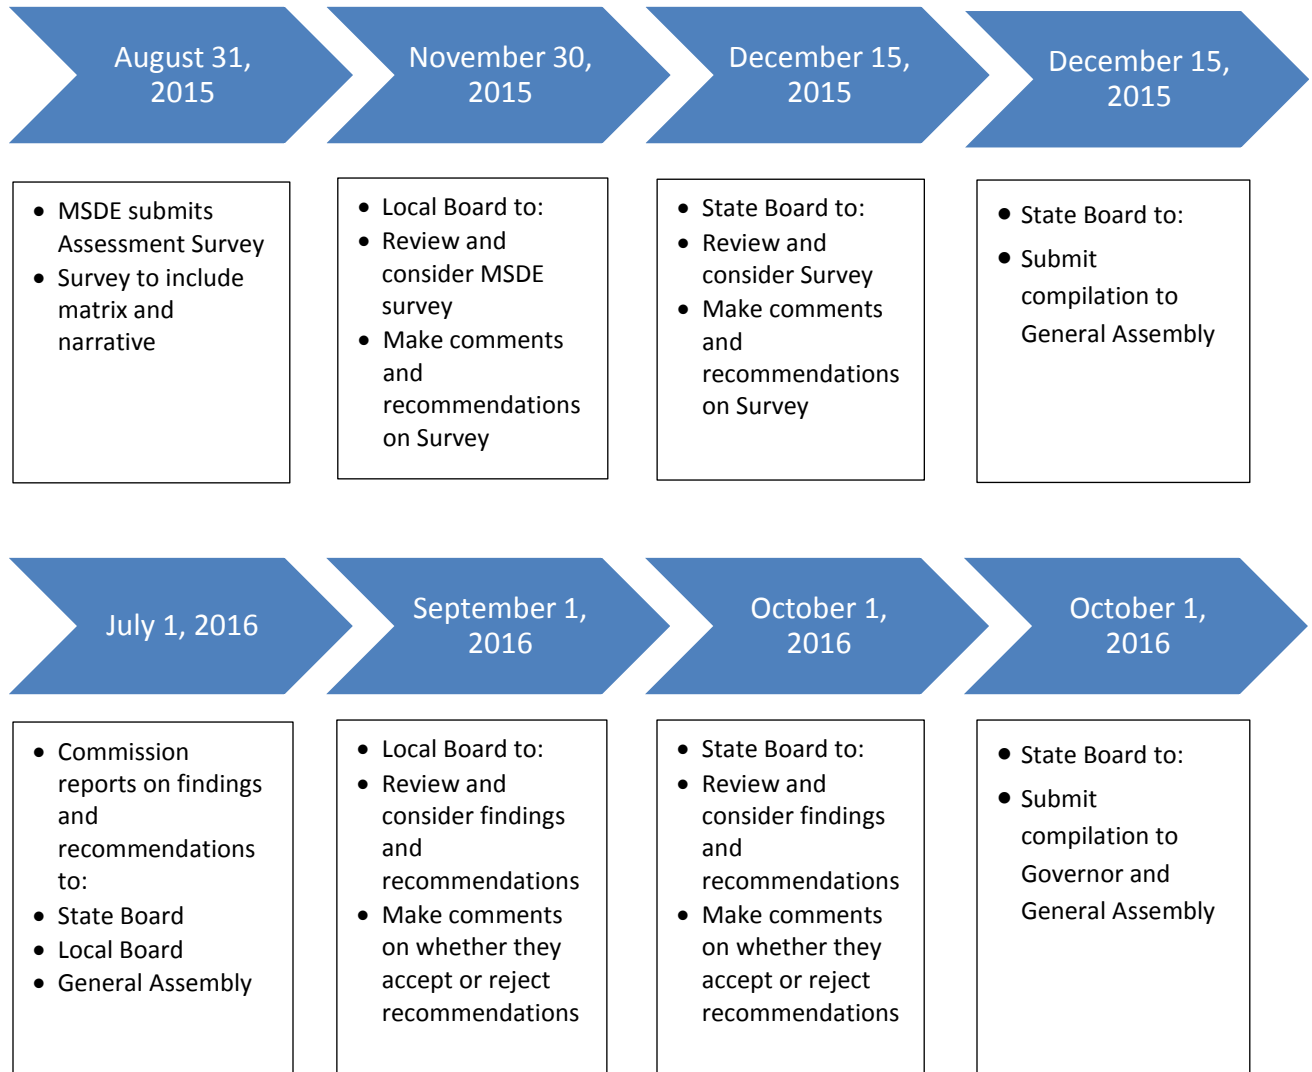 August 31,
2015
November 30,
2015
December 15,
2015
December 15,
2015
• MSDE submits
Assessment Survey
• Survey to include
matrix and
narrative
• Local Board to:
• Review and
consider MSDE
survey
• Make comments
and
recommendations
on Survey
• State Board to:
• Review and
consider Survey
• Make comments
and
recommendations
on Survey
• State Board to:
• Submit
compilation to
General Assembly
July 1, 2016
September 1,
2016
October 1,
2016
October 1,
2016
• Commission
reports on findings
and
recommendations
to:
• State Board
• Local Board
• General Assembly
• Local Board to:
• Review and
consider findings
and
recommendations
• Make comments
on whether they
accept or reject
recommendations
• State Board to:
• Review and
consider findings
and
recommendations
• Make comments
on whether they
accept or reject
recommendations
• State Board to:
• Submit
compilation to
Governor and
General Assembly